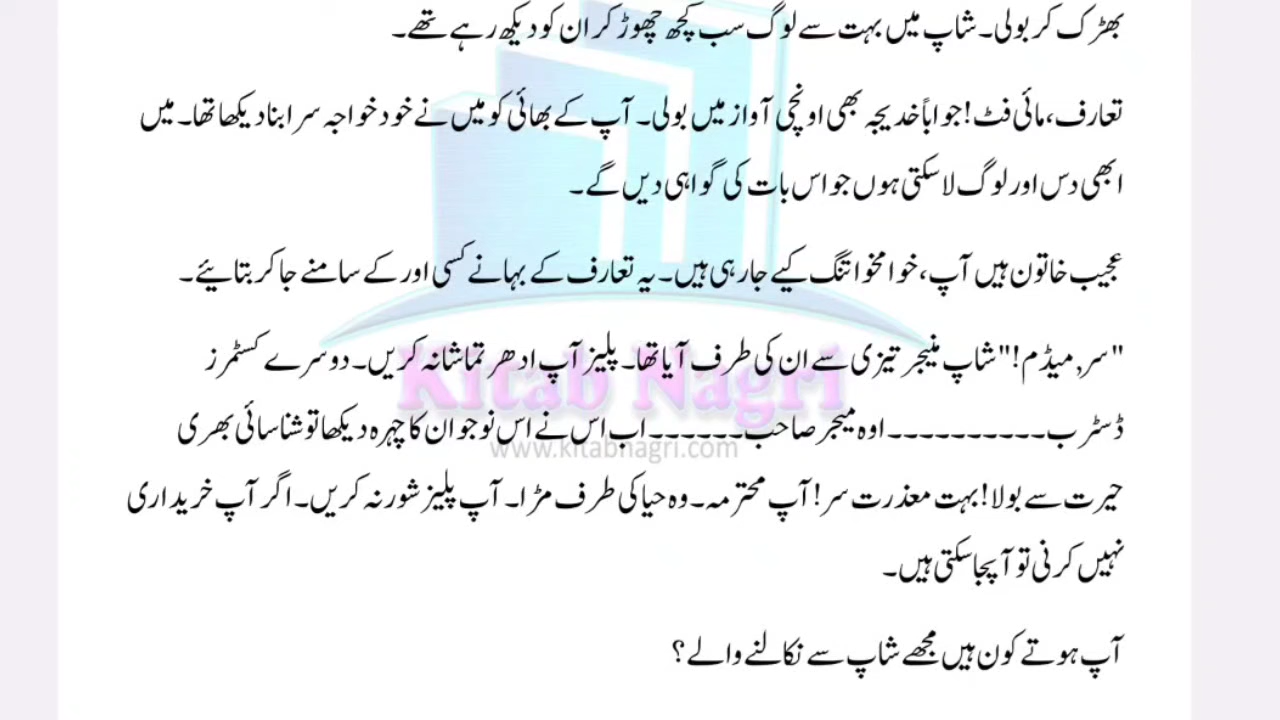 بھڑک کر بولی۔ شاپ میں بہت سے لوگ سب کچھ چھوڑ کر ان کو دیکھ رہے تھے۔
تعارف، مائی فٹ! جواباً خدیجہ بھی اونچی آواز میں بولی۔ آپ کے بھائی کو میں نے خود خواجہ سرا بنا دیکھا تھا۔ میں
ابھی دس اور لوگ لا سکتی ہوں جو اس بات کی گواہی دیں گے۔
عجیب خاتون ہیں آپ، خوامخوا تنگ کیے جا رہی ہیں۔ یہ تعارف کے بہانے کسی اور کے سامنے جا کر بتائیے۔
"سر, میڈم!" شاپ منیجر تیزی سے ان کی طرف آیا تھا۔ پلیز آپ ادھر تماشا نہ کریں۔ دوسرے کسٹمرز
Kitab Nagri
ڈسٹرب۔۔۔۔۔۔۔۔۔۔ اوہ میجر صاحب۔۔۔۔۔۔ اب اس نے اس نوجوان کا چہرہ دیکھا تو شناسائی بھری
www.kitabnagri.com
حیرت سے بولا! بہت معذرت سر! آپ محترمہ۔ وہ حیا کی طرف مڑا۔ آپ پلیز شور نہ کریں۔ اگر آپ خریداری
نہیں کرنی تو آپ جا سکتی ہیں۔
آپ ہوتے کون ہیں مجھے شاپ سے نکالنے والے؟